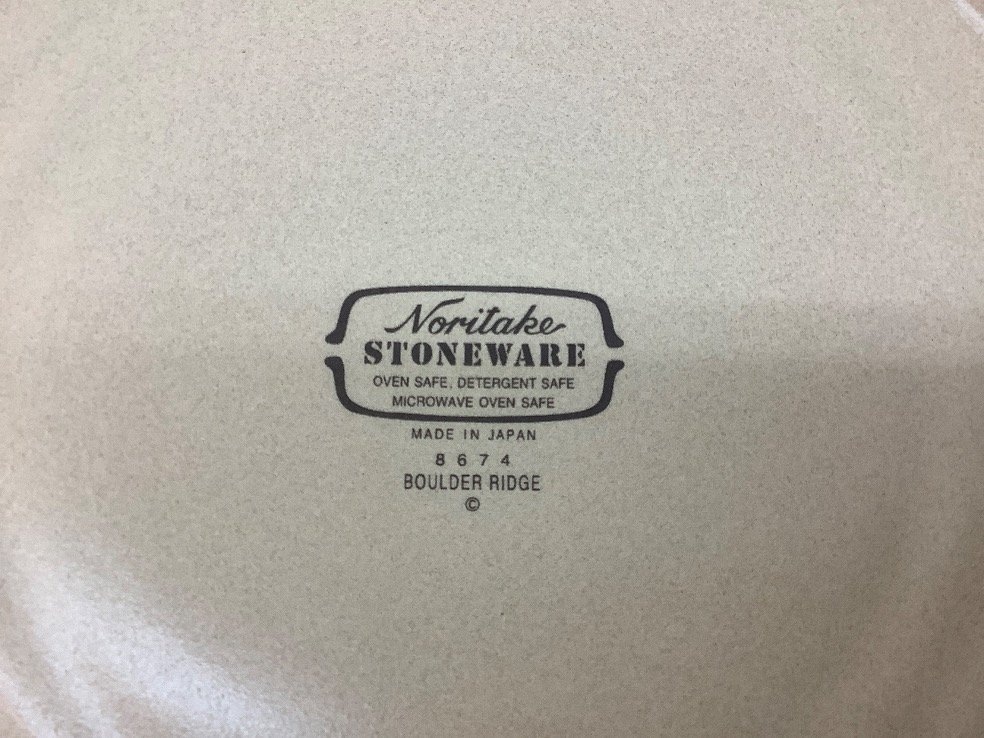 Noritake
STONEWARE
OVEN SAFE, DETERGENT SAFE
MICROWAVE OVEN SAFE
MADE IN JAPAN
8674
BOULDER RIDGE
©